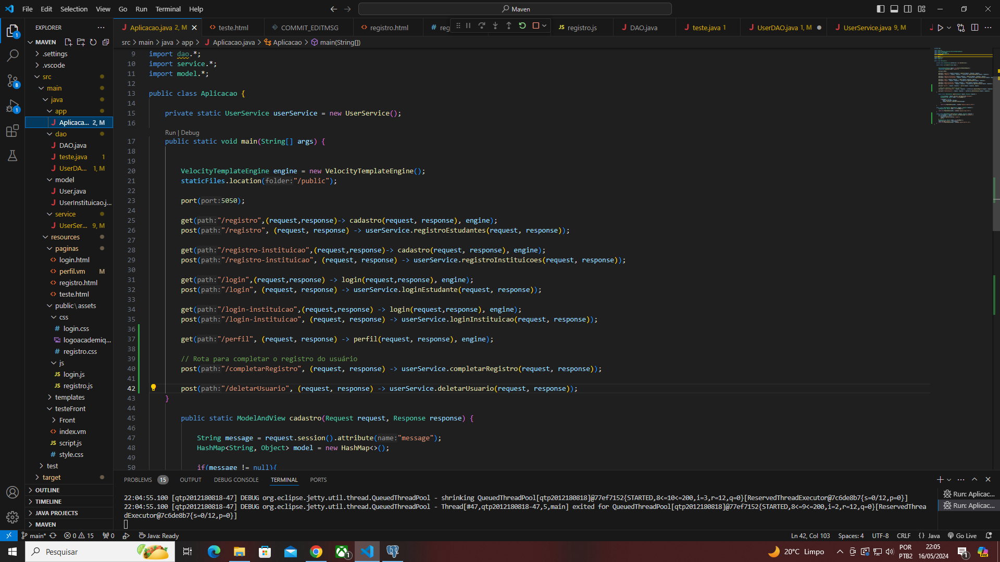 File Edit Selection View Go Run Terminal Help
Maven
EXPLORER
Aplicacao.java 2, M
teste.html
COMMIT_EDITMSG
registro.html
reg
registro.js
DAO.java
teste.java 1
UserDAO.java 1, M
UserService.java 9, M
src > main > java > app > Aplicacao.java > Aplicacao > main(String[])
MAVEN
.settings
.vscode
src
main
java
app
Aplicaca... 2, M
dao
DAO.java
teste.java 1
UserDA... 1, M
model
User.java
UserInstituicao.j...
service
UserSer... 9, M
resources
paginas
login.html
perfil.vm M
registro.html
teste.html
public\assets
css
login.css
logoacademiq...
registro.css
js
login.js
registro.js
templates
testeFront
Front
index.vm
script.js
style.css
test
target
OUTLINE
TIMELINE
JAVA PROJECTS
MAVEN
9 import dao.*;
10 import service.*;
11 import model.*;
12
13 public class Aplicacao {
14
15 private static UserService userService = new UserService();
16
Run | Debug
17 public static void main(String[] args) {
18
19
20 VelocityTemplateEngine engine = new VelocityTemplateEngine();
21 staticFiles.location(folder:"/public");
22
23 port(port:5050);
24
25 get(path:"/registro",(request,response)-> cadastro(request, response), engine);
26 post(path:"/registro", (request, response) -> userService.registroEstudantes(request, response));
27
28 get(path:"/registro-instituicao",(request,response)-> cadastro(request, response), engine);
29 post(path:"/registro-instituicao", (request, response) -> userService.registroInstituicoes(request, response));
30
31 get(path:"/login",(request,response) -> login(request,response), engine);
32 post(path:"/login", (request, response) -> userService.loginEstudante(request, response));
33
34 get(path:"/login-instituicao",(request,response) -> login(request,response), engine);
35 post(path:"/login-instituicao", (request, response) -> userService.loginInstituicao(request, response));
36
37 get(path:"/perfil", (request, response) -> perfil(request, response), engine);
38
39 // Rota para completar o registro do usuário
40 post(path:"/completarRegistro", (request, response) -> userService.completarRegistro(request, response));
41
42 post(path:"/deletarUsuario", (request, response) -> userService.deletarUsuario(request, response));
43 }
44
45 public static ModelAndView cadastro(Request request, Response response) {
46
47 String message = request.session().attribute(name:"message");
48 HashMap<String, Object> model = new HashMap<>();
49
50 if(message != null){
PROBLEMS 15 OUTPUT DEBUG CONSOLE TERMINAL PORTS
22:04:55.100 [qtp2012180818-47] DEBUG org.eclipse.jetty.util.thread.QueuedThreadPool - shrinking QueuedThreadPool[qtp2012180818]@77ef7152{STARTED,8<=10<=200,i=3,r=12,q=0}[ReservedThreadExecutor@7c6de8b7{s=0/12,p=0}]
22:04:55.100 [qtp2012180818-47] DEBUG org.eclipse.jetty.util.thread.QueuedThreadPool - Thread[#47,qtp2012180818-47,5,main] exited for QueuedThreadPool[qtp2012180818]@77ef7152{STARTED,8<=9<=200,i=2,r=12,q=0}[ReservedThrea
dExecutor@7c6de8b7{s=0/12,p=0}]
Run: Aplicac...
Run: Aplicac...
main* 0 15 0 Java: Ready
Ln 42, Col 103 Spaces: 4 UTF-8 CRLF {} Java Go Live
Pesquisar
20°C Limpo
POR
PTB2
22:05
16/05/2024